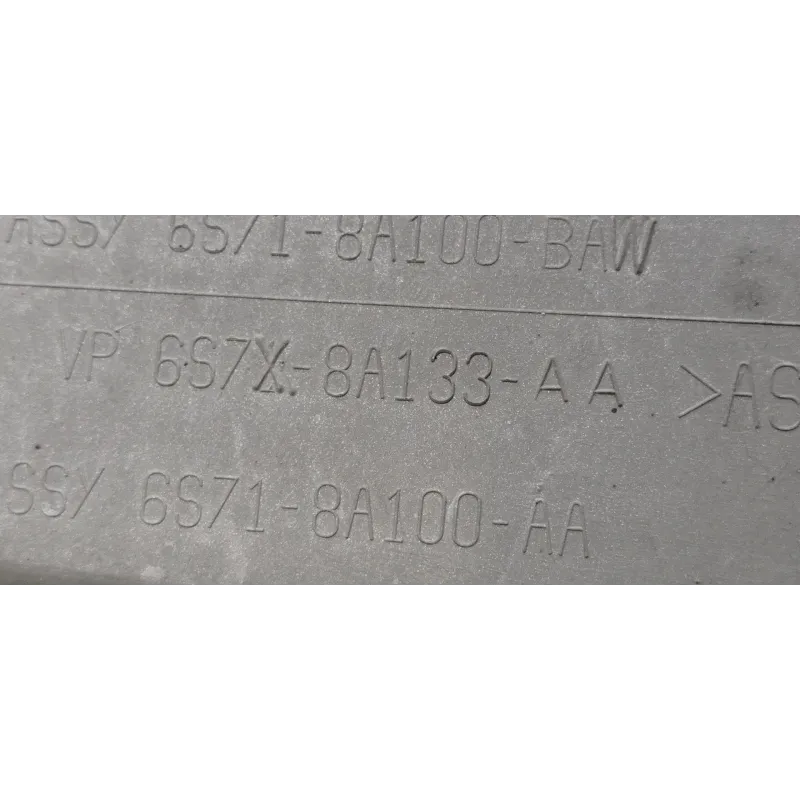 ASSY 6S71-8A100-BAW
VP 6S7X-8A133-AA >AS
SSY 6S71-8A100-AA